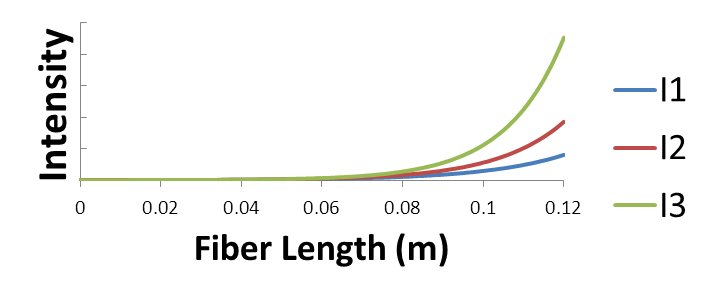 Intensity
0 0.02 0.04 0.06 0.08 0.1 0.12
Fiber Length (m)
I1
I2
I3